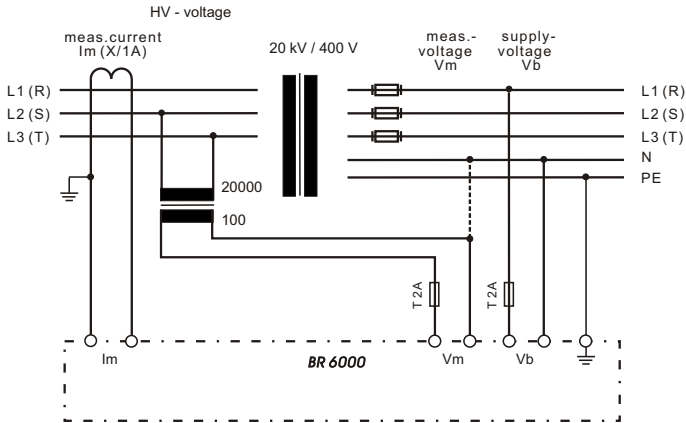 HV - voltage
meas.current
Im (X/1A)
20 kV / 400 V
meas.-
voltage
Vm
supply-
voltage
Vb
L1 (R)
L2 (S)
L3 (T)
L1 (R)
L2 (S)
L3 (T)
N
PE
20000
100
T 2A
T 2A
Im
BR 6000
Vm
Vb